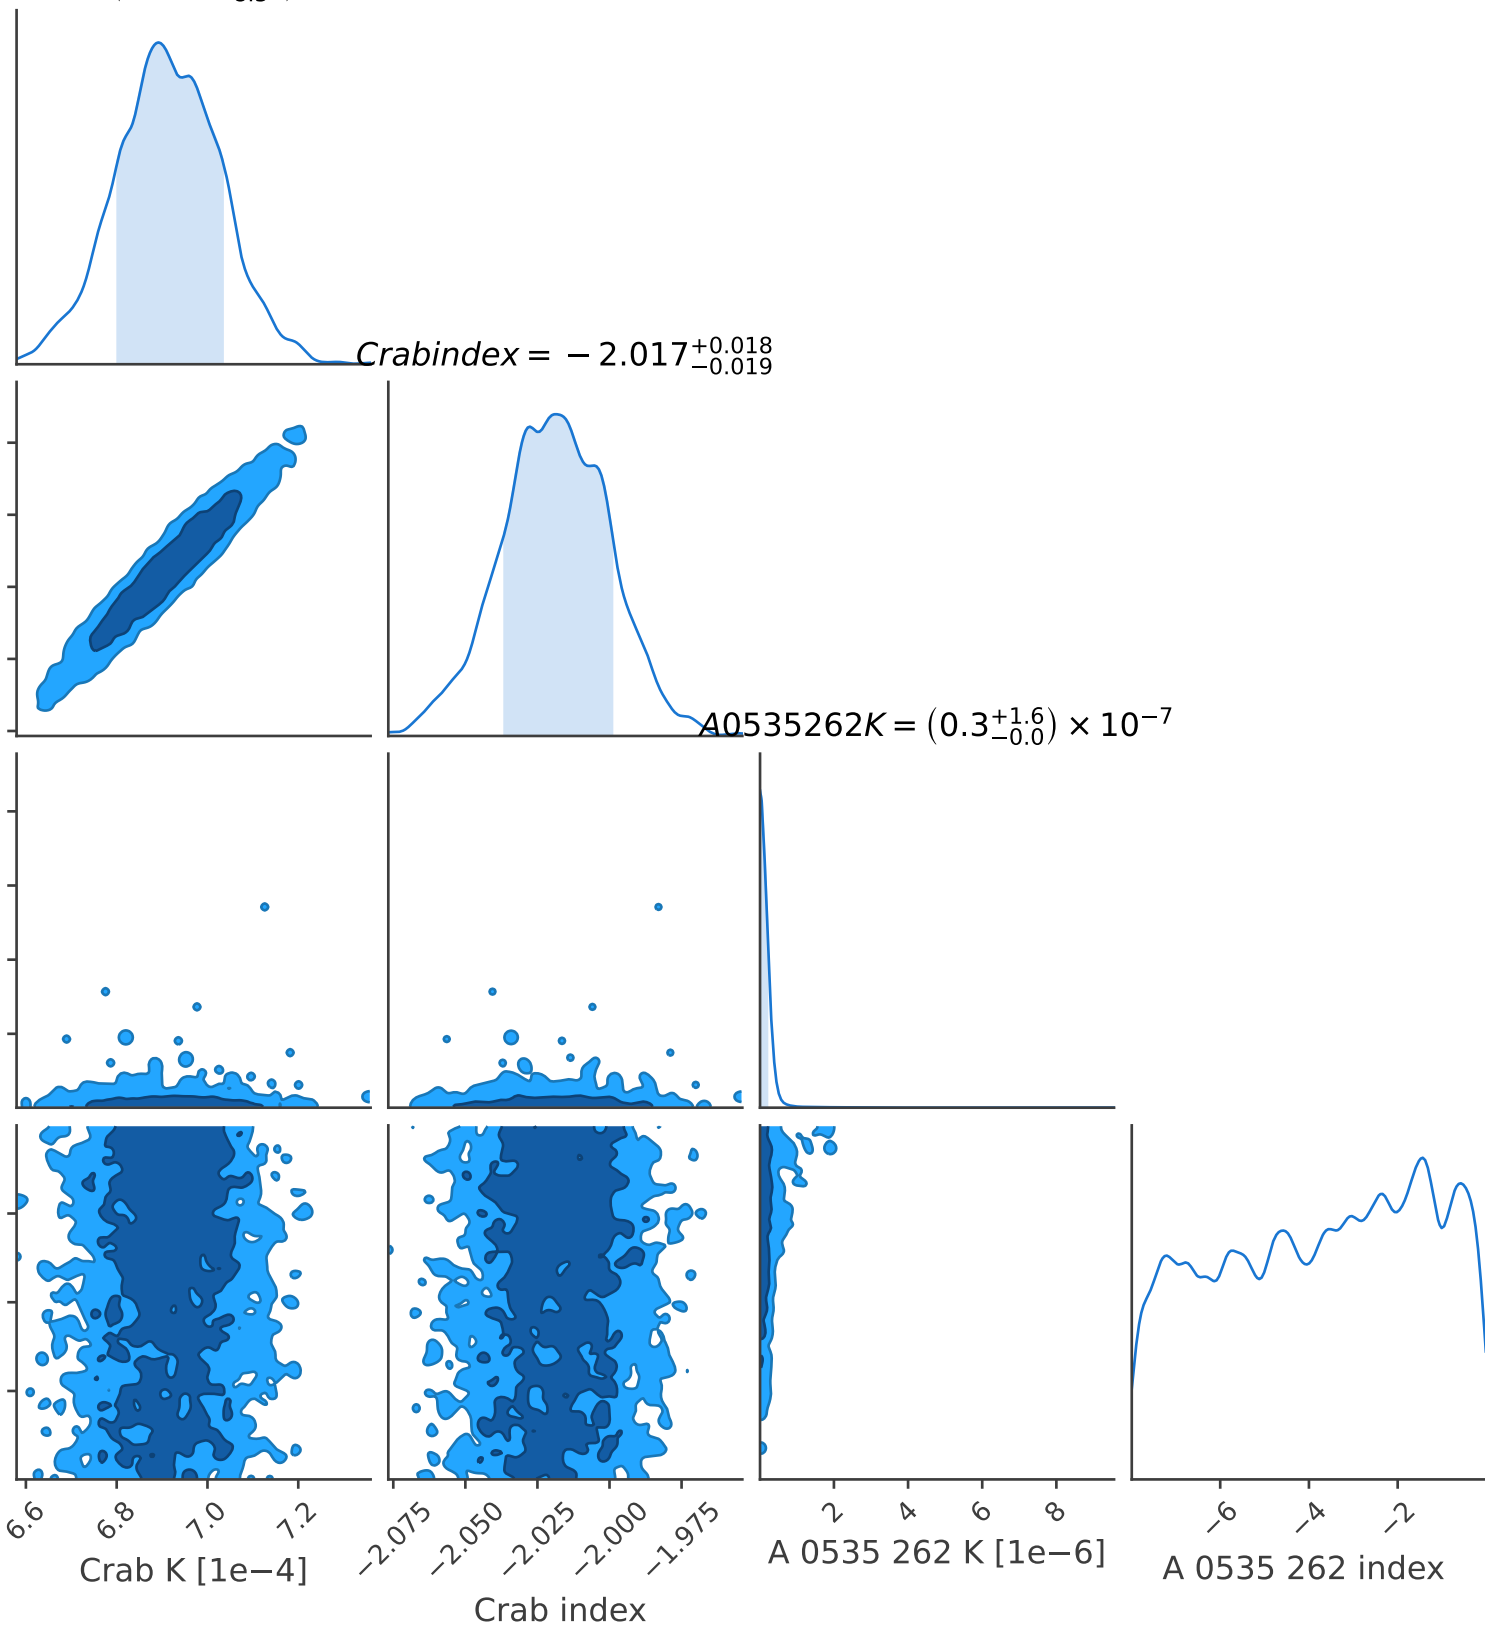 Crabindex = −2.017 +0.018 −0.019
A0535262K = (0.3 +1.6 −0.0) × 10−7
6.6 6.8 7.0 7.2
−2.075 −2.050 −2.025 −2.000 −1.975
2 4 6 8
−6 −4 −2
Crab K [1e−4]
Crab index
A 0535 262 K [1e−6]
A 0535 262 index